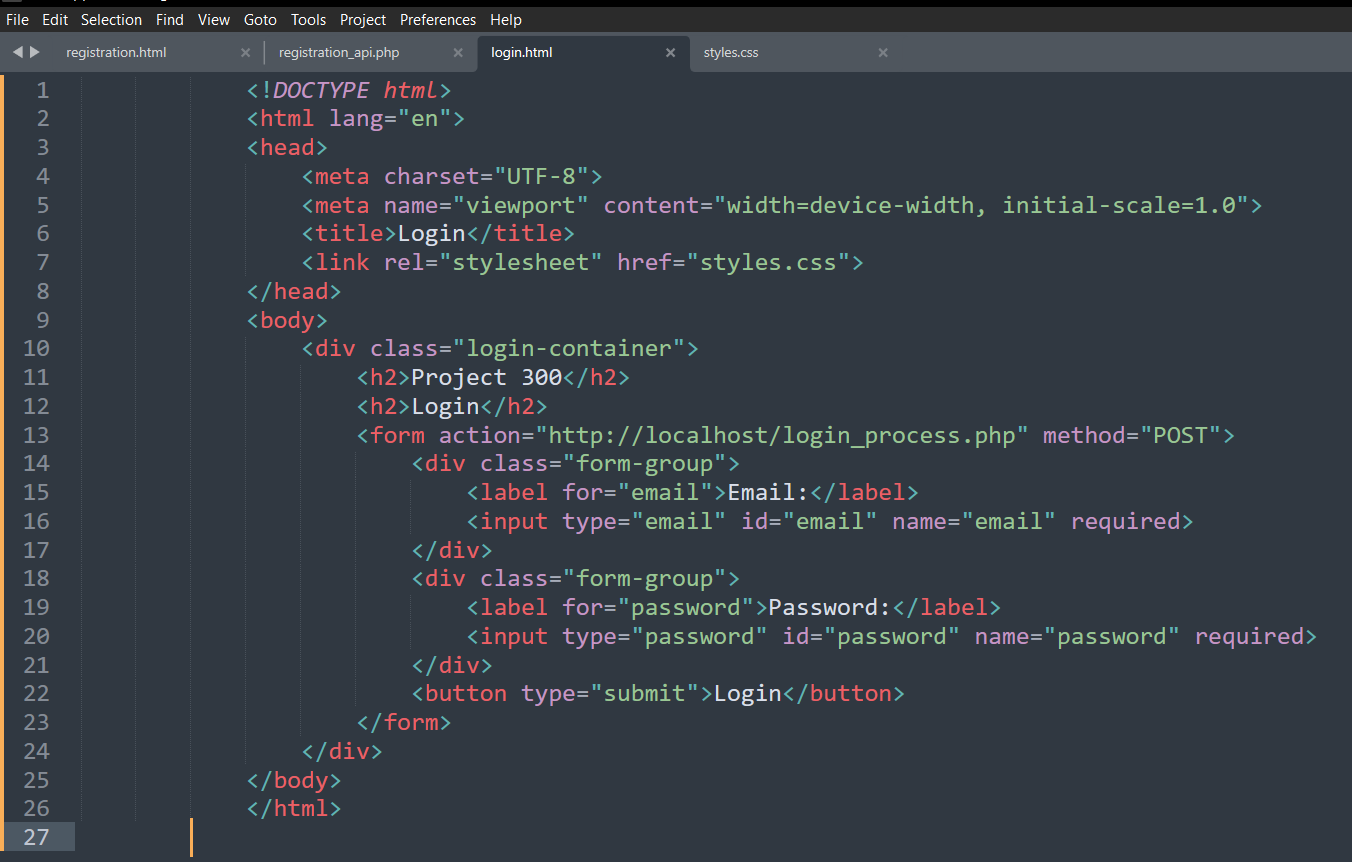 File Edit Selection Find View Goto Tools Project Preferences Help
registration.html × registration_api.php × login.html × styles.css ×
1 <!DOCTYPE html>
2 <html lang="en">
3 <head>
4 <meta charset="UTF-8">
5 <meta name="viewport" content="width=device-width, initial-scale=1.0">
6 <title>Login</title>
7 <link rel="stylesheet" href="styles.css">
8 </head>
9 <body>
10 <div class="login-container">
11 <h2>Project 300</h2>
12 <h2>Login</h2>
13 <form action="http://localhost/login_process.php" method="POST">
14 <div class="form-group">
15 <label for="email">Email:</label>
16 <input type="email" id="email" name="email" required>
17 </div>
18 <div class="form-group">
19 <label for="password">Password:</label>
20 <input type="password" id="password" name="password" required>
21 </div>
22 <button type="submit">Login</button>
23 </form>
24 </div>
25 </body>
26 </html>
27